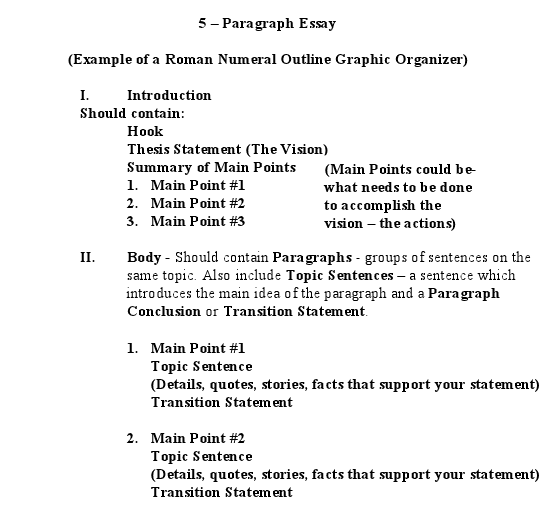 5 – Paragraph Essay
(Example of a Roman Numeral Outline Graphic Organizer)
I. Introduction
Should contain:
Hook
Thesis Statement (The Vision)
Summary of Main Points (Main Points could be-
1. Main Point #1 what needs to be done
2. Main Point #2 to accomplish the
3. Main Point #3 vision – the actions)
II. Body - Should contain Paragraphs - groups of sentences on the
same topic. Also include Topic Sentences – a sentence which
introduces the main idea of the paragraph and a Paragraph
Conclusion or Transition Statement.
1. Main Point #1
Topic Sentence
(Details, quotes, stories, facts that support your statement)
Transition Statement
2. Main Point #2
Topic Sentence
(Details, quotes, stories, facts that support your statement)
Transition Statement